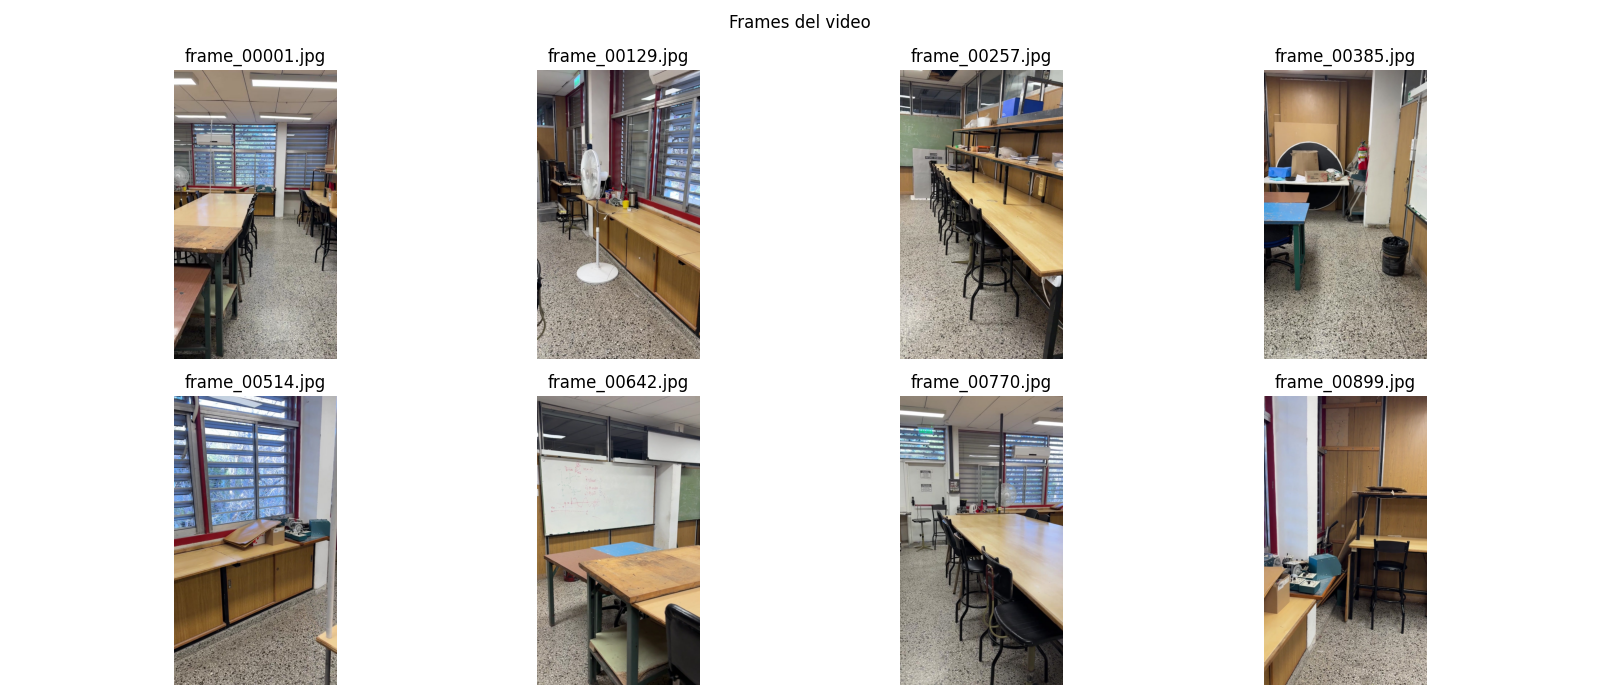 Frames del video
frame_00001.jpg
frame_00129.jpg
frame_00257.jpg
frame_00385.jpg
frame_00514.jpg
frame_00642.jpg
frame_00770.jpg
frame_00899.jpg